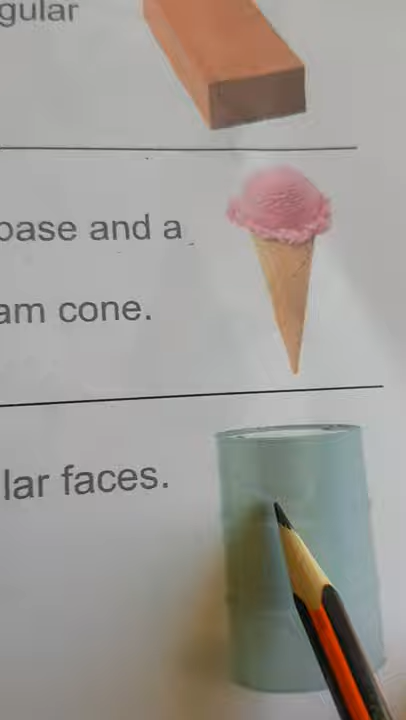 gular
base and a
am cone.
lar faces.